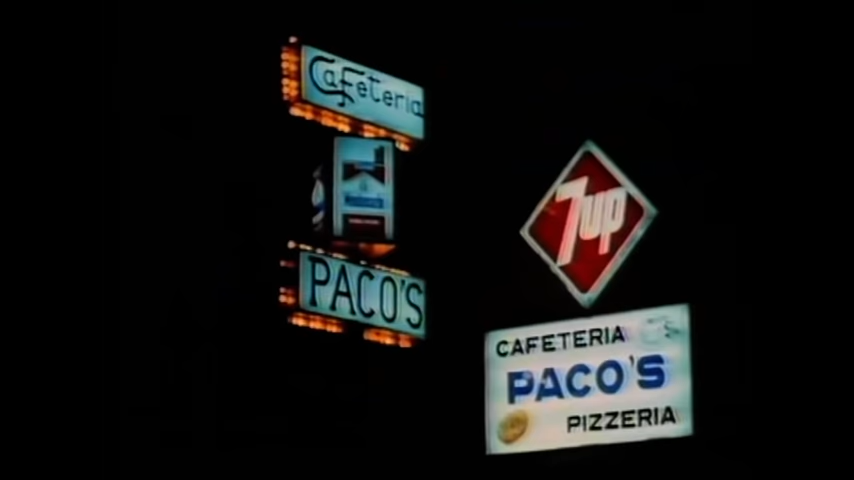 Cafeteria
PACO'S
7up
CAFETERIA
PACO'S
PIZZERIA